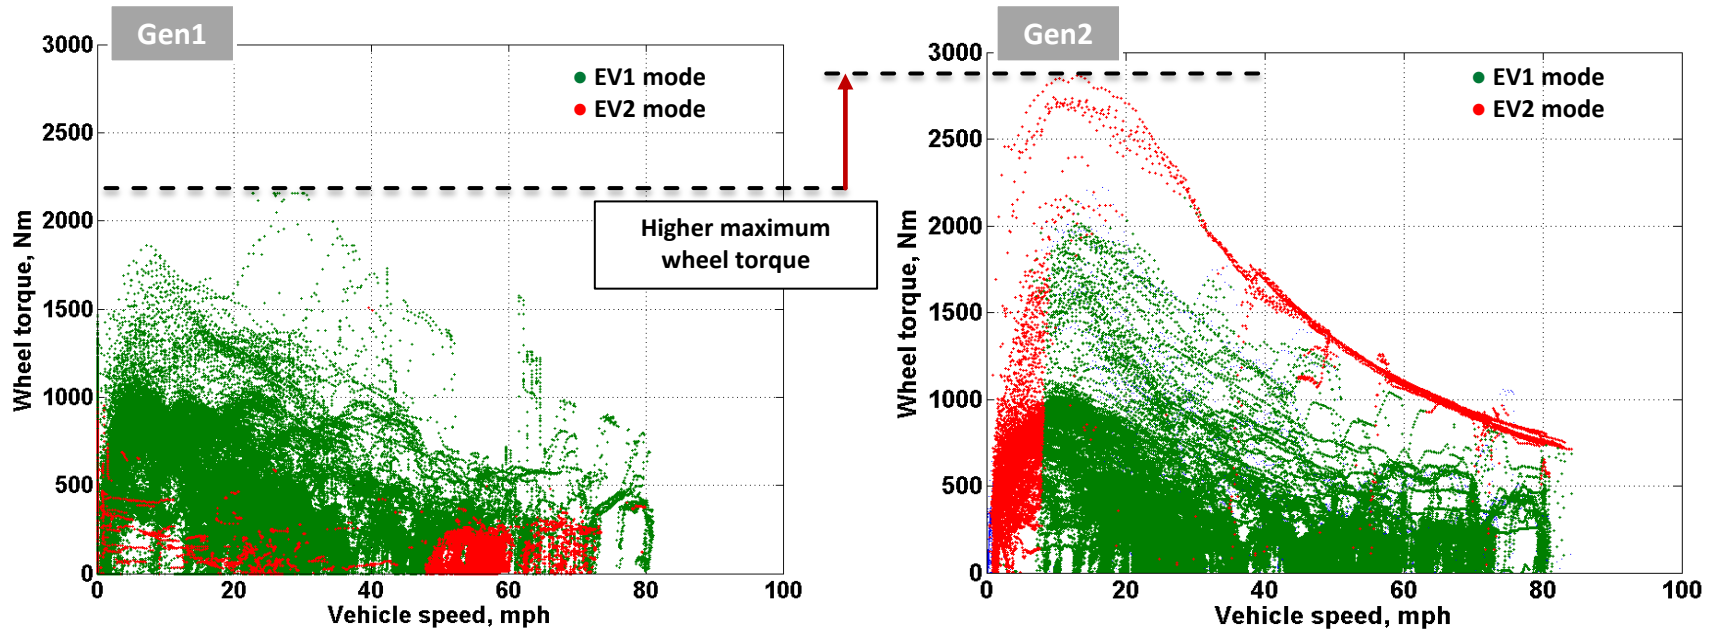 Gen1
3000
2500
2000
1500
1000
500
0
Wheel torque, Nm
EV1 mode
EV2 mode
0
20
40
60
80
100
Vehicle speed, mph
Higher maximum
wheel torque
Gen2
3000
2500
2000
1500
1000
500
0
Wheel torque, Nm
EV1 mode
EV2 mode
0
20
40
60
80
100
Vehicle speed, mph